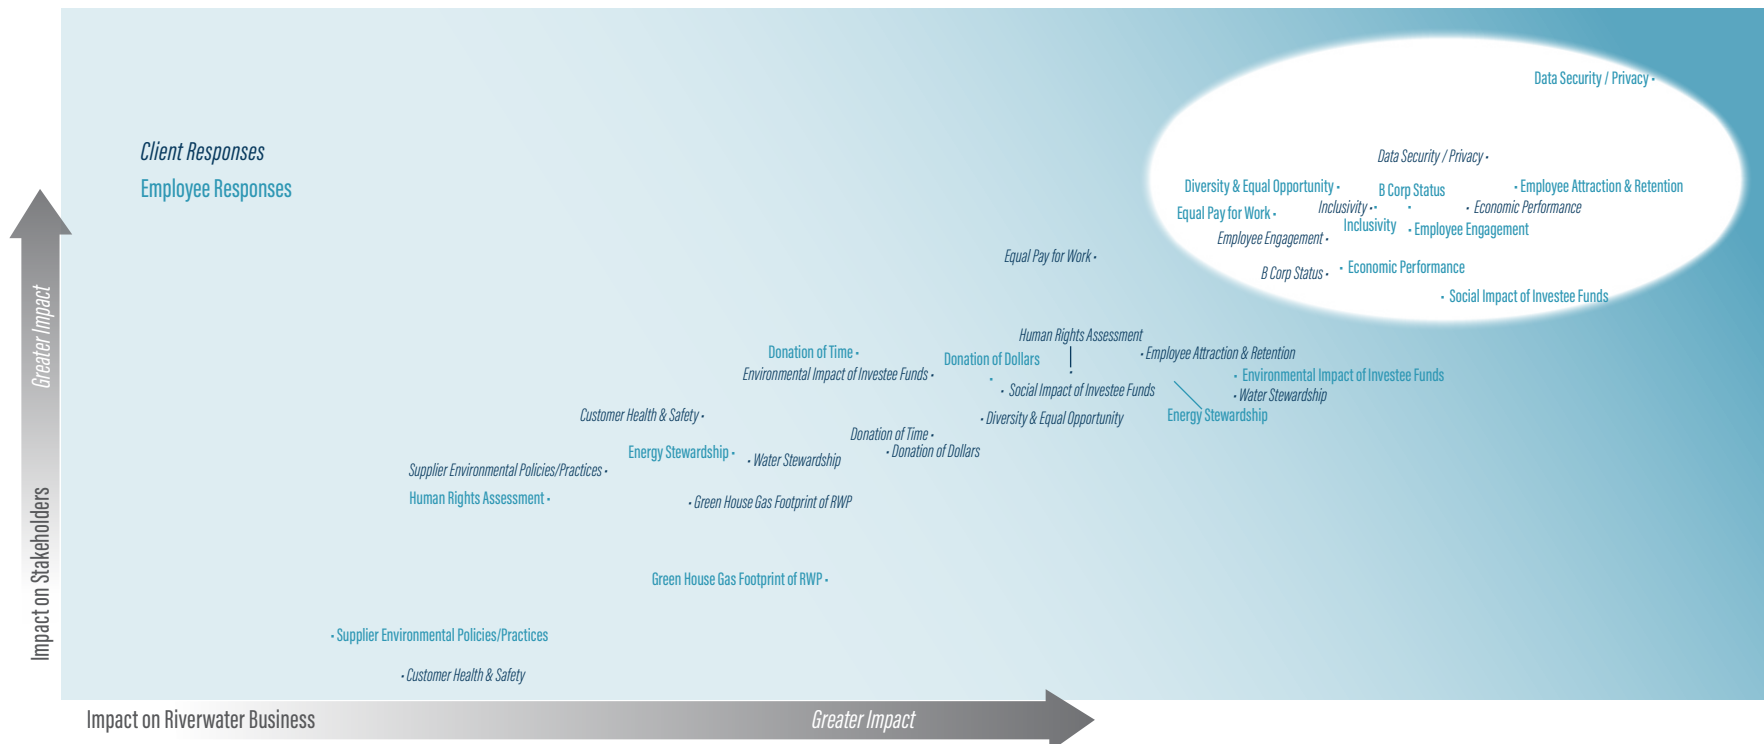 Data Security / Privacy
Client Responses
Employee Responses
Data Security / Privacy
Diversity & Equal Opportunity
B Corp Status
Employee Attraction & Retention
Inclusivity
Economic Performance
Equal Pay for Work
Inclusivity
Employee Engagement
Employee Engagement
Equal Pay for Work
B Corp Status
Economic Performance
Social Impact of Investee Funds
Human Rights Assessment
Donation of Time
Donation of Dollars
Employee Attraction & Retention
Environmental Impact of Investee Funds
Environmental Impact of Investee Funds
Social Impact of Investee Funds
Water Stewardship
Customer Health & Safety
Diversity & Equal Opportunity
Energy Stewardship
Donation of Time
Energy Stewardship
Water Stewardship
Donation of Dollars
Supplier Environmental Policies/Practices
Human Rights Assessment
Green House Gas Footprint of RWP
Green House Gas Footprint of RWP
Supplier Environmental Policies/Practices
Customer Health & Safety
Greater Impact
Impact on Stakeholders
Impact on Riverwater Business
Greater Impact